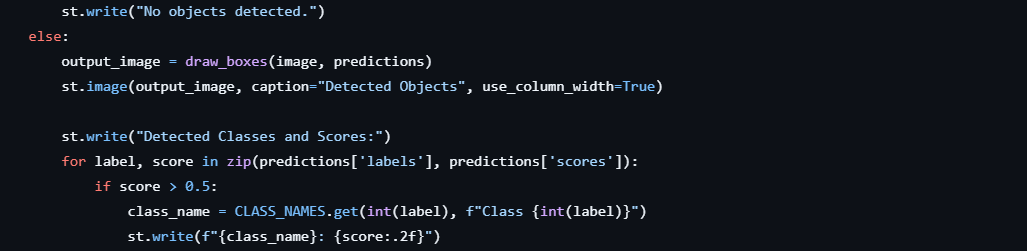 st.write("No objects detected.")
else:
output_image = draw_boxes(image, predictions)
st.image(output_image, caption="Detected Objects", use_column_width=True)
st.write("Detected Classes and Scores:")
for label, score in zip(predictions['labels'], predictions['scores']):
if score > 0.5:
class_name = CLASS_NAMES.get(int(label), f"Class {int(label)}")
st.write(f"{class_name}: {score:.2f}")